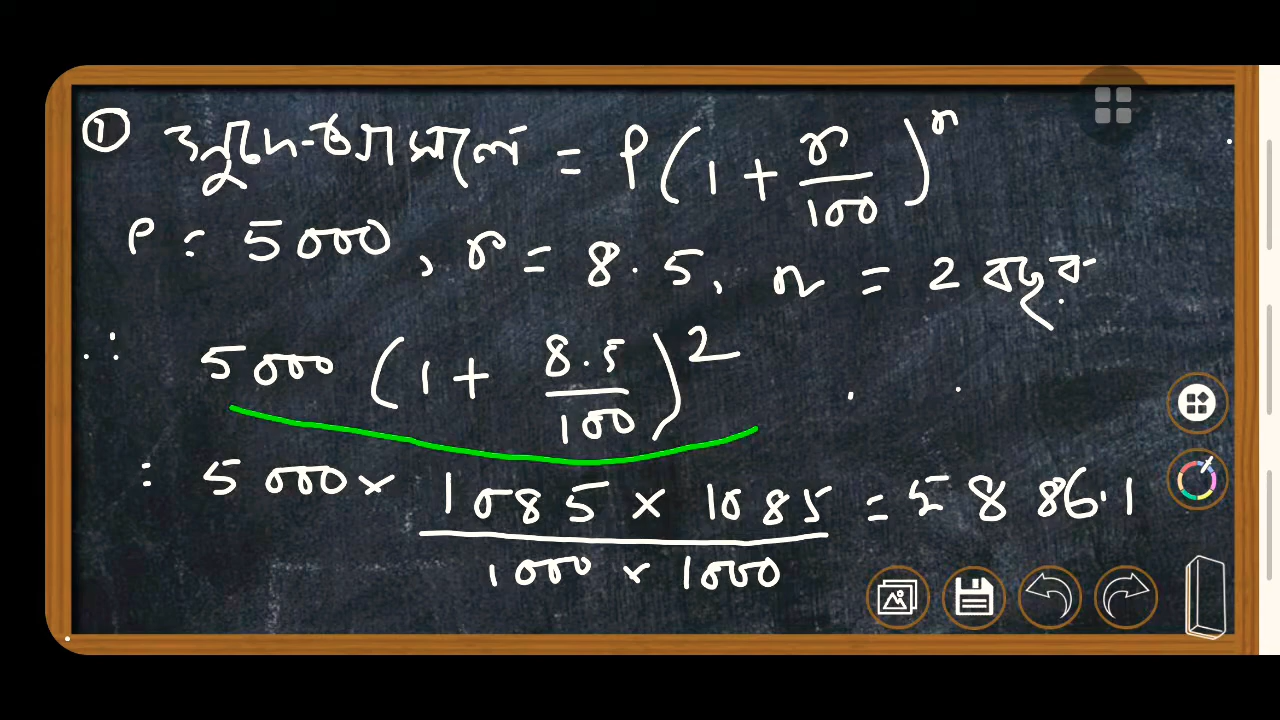 ① সুদে-আসলে = P(1 + r/100)^n
P = 5000, r = 8.5, n = 2 বছর
∴ 5000 (1 + 8.5/100)^2
= 5000 × 1085 × 1085 / 1000 × 1000 = 5886.1